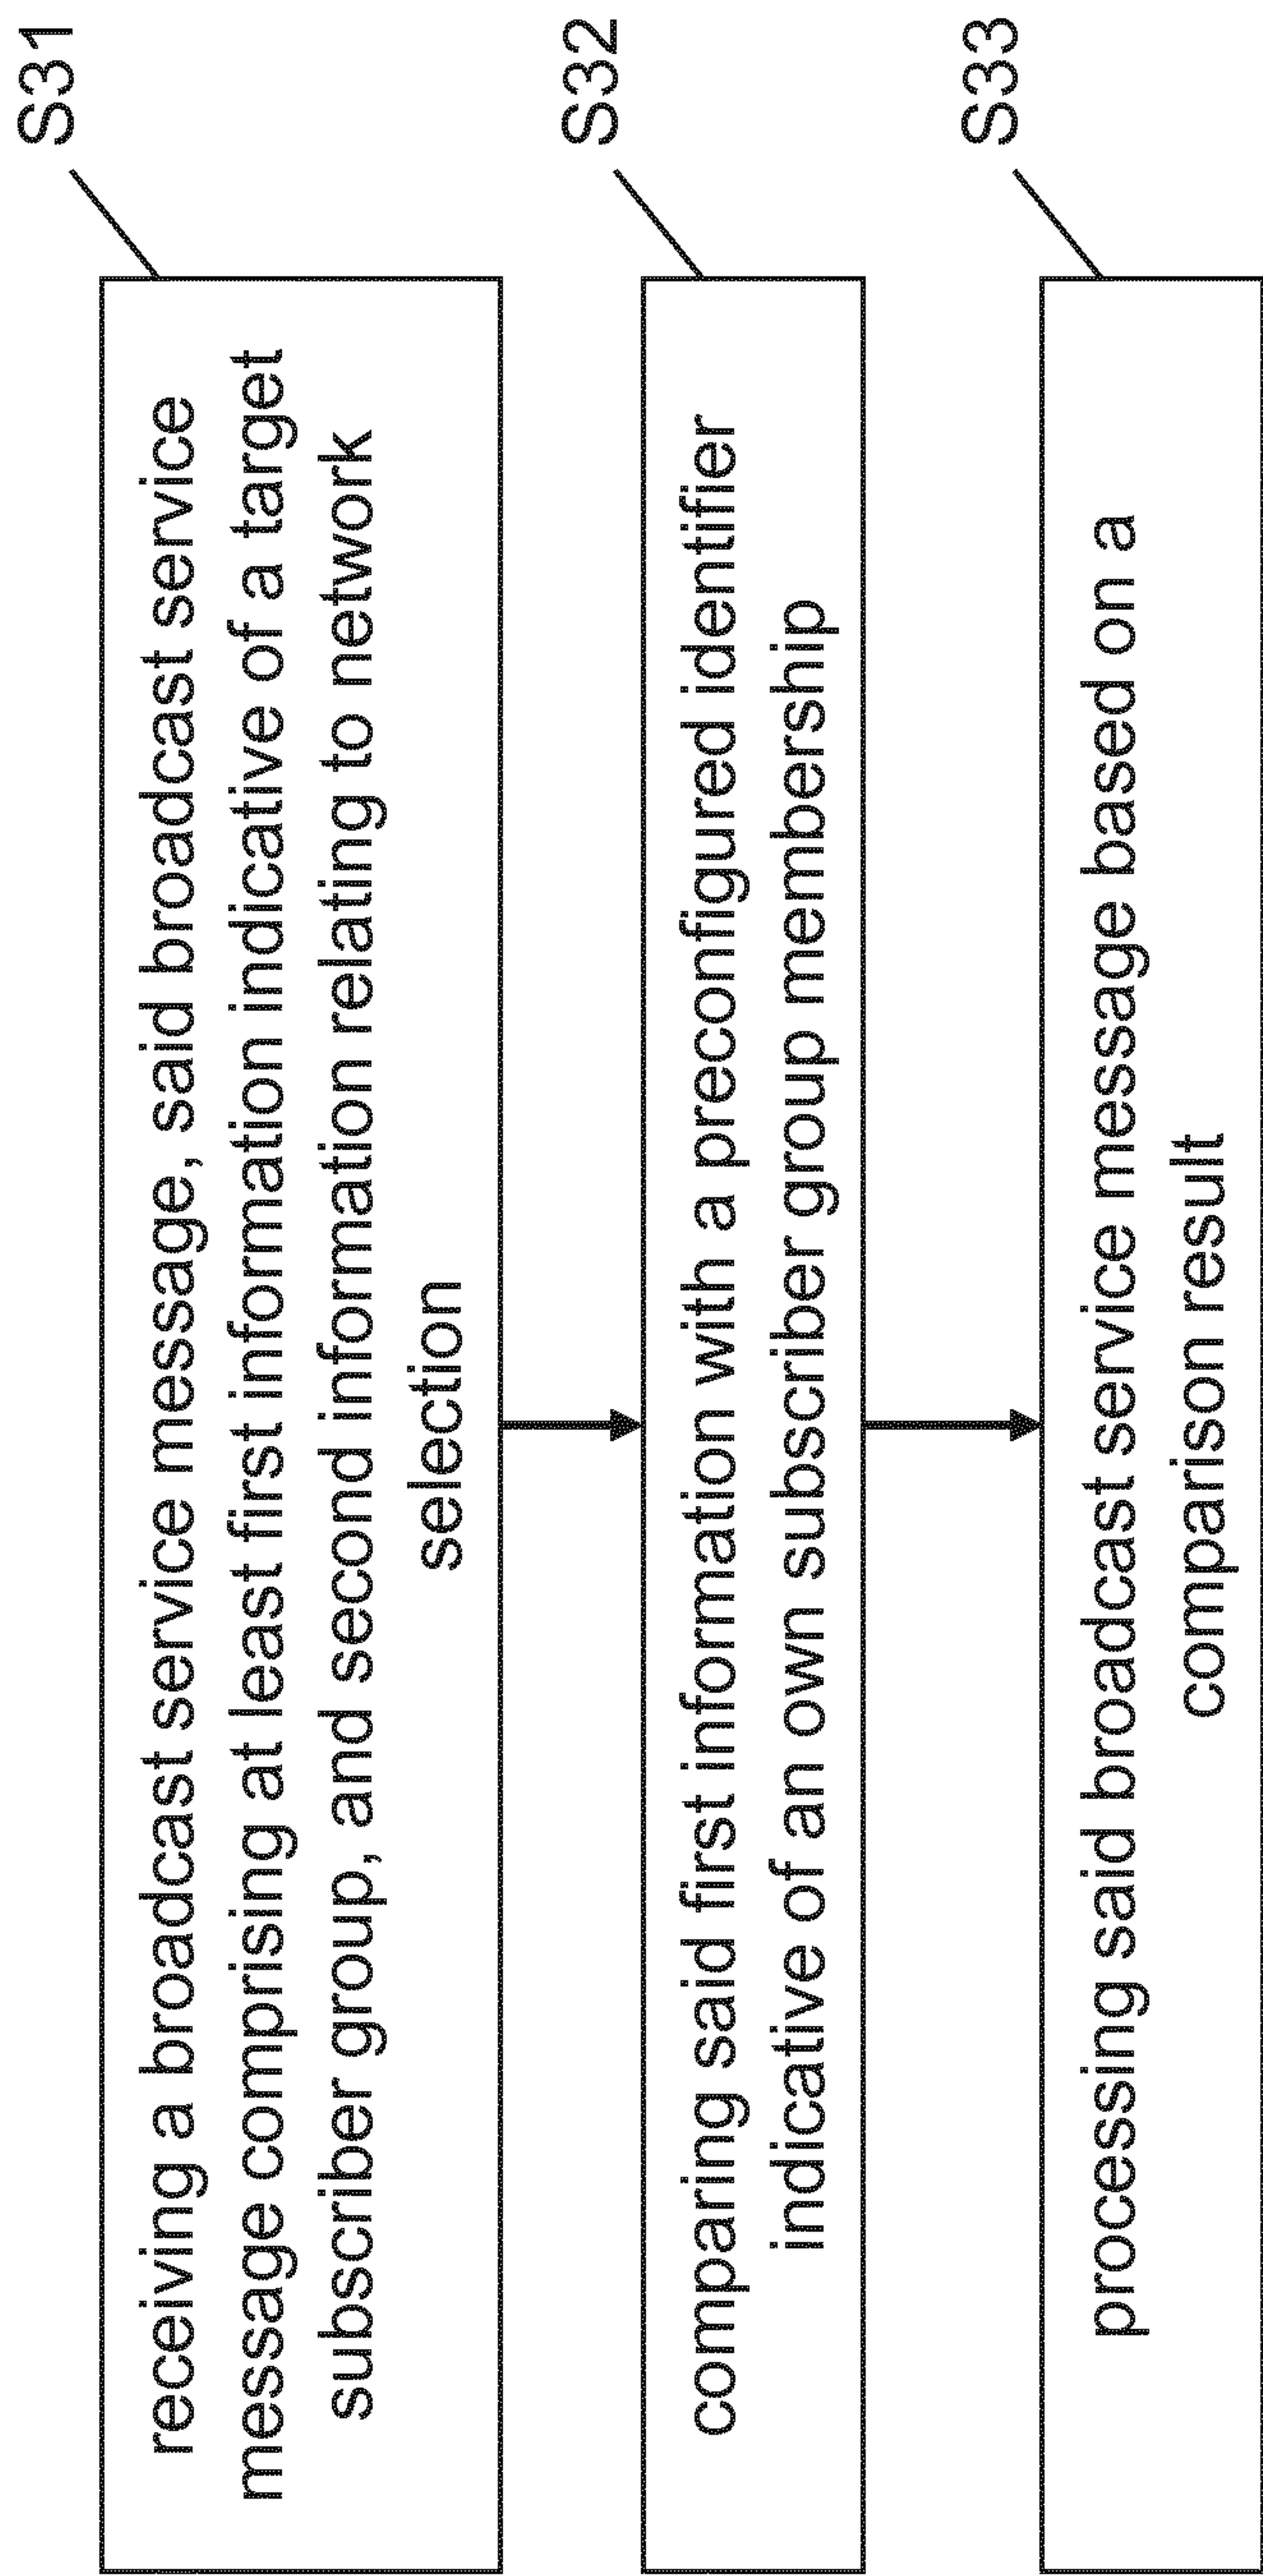 receiving a broadcast service message, said broadcast service
message comprising at least first information indicative of a target
subscriber group, and second information relating to network
selection
S31
comparing said first information with a preconfigured identifier
indicative of an own subscriber group membership
S32
processing said broadcast service message based on a
comparison result
S33